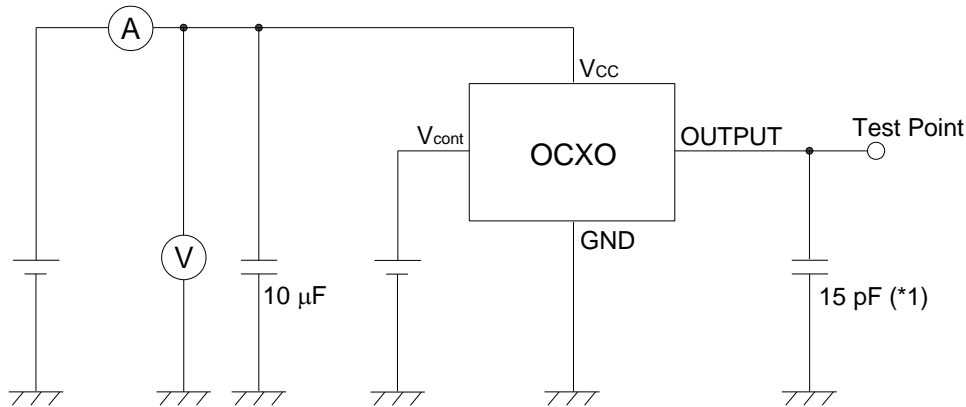 A
VCC
Vcont
OCXO
OUTPUT
Test Point
GND
V
10 μF
15 pF (*1)